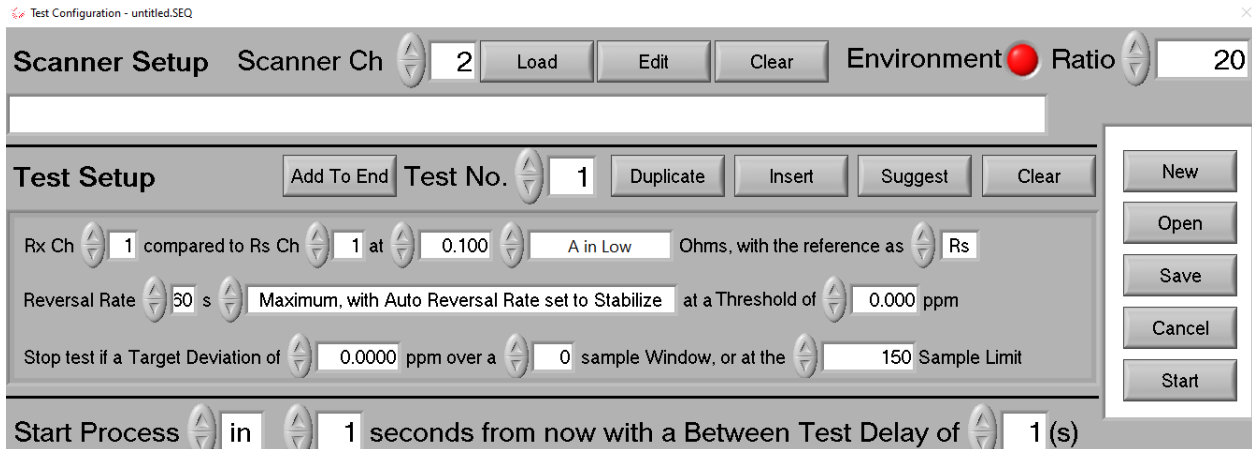 Test Configuration - untitled.SEQ
Scanner Setup Scanner Ch 2 Load Edit Clear Environment Ratio 20
Test Setup Add To End Test No. 1 Duplicate Insert Suggest Clear
New
Open
Save
Cancel
Start
Rx Ch 1 compared to Rs Ch 1 at 0.100 A in Low Ohms, with the reference as Rs
Reversal Rate 60 s Maximum, with Auto Reversal Rate set to Stabilize at a Threshold of 0.000 ppm
Stop test if a Target Deviation of 0.0000 ppm over a 0 sample Window, or at the 150 Sample Limit
Start Process in 1 seconds from now with a Between Test Delay of 1 (s)